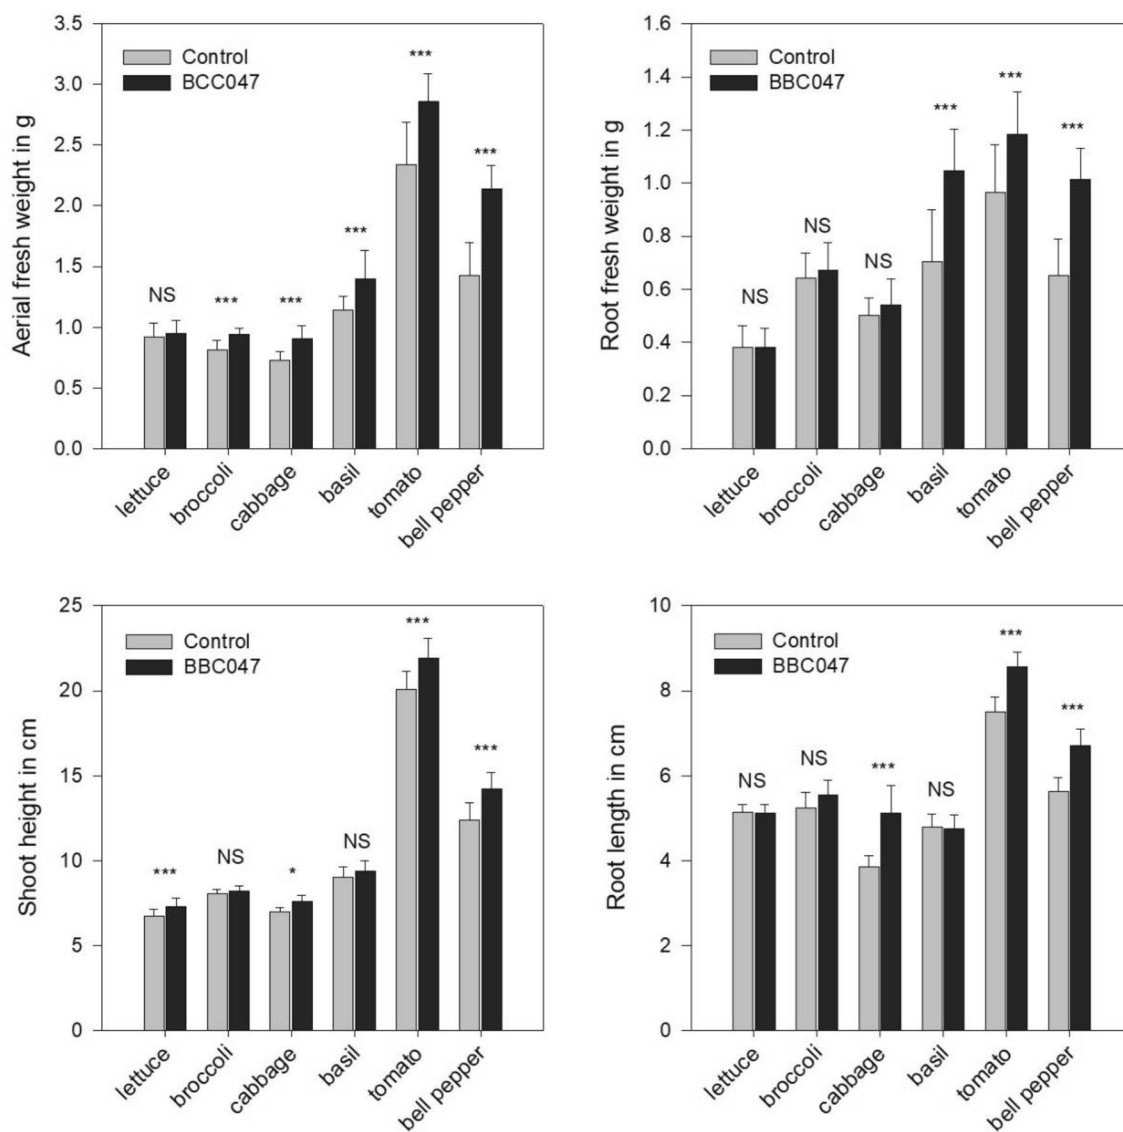 Aerial fresh weight in g
3.5
3.0
2.5
2.0
1.5
1.0
0.5
0.0
Control
BCC047
NS
***
***
***
***
***
lettuce
broccoli
cabbage
basil
tomato
bell pepper
Root fresh weight in g
1.6
1.4
1.2
1.0
0.8
0.6
0.4
0.2
0.0
Control
BBC047
NS
NS
NS
***
***
***
lettuce
broccoli
cabbage
basil
tomato
bell pepper
Shoot height in cm
25
20
15
10
5
0
Control
BBC047
***
NS
*
NS
***
***
lettuce
broccoli
cabbage
basil
tomato
bell pepper
Root length in cm
10
8
6
4
2
0
Control
BBC047
NS
NS
***
NS
***
***
lettuce
broccoli
cabbage
basil
tomato
bell pepper